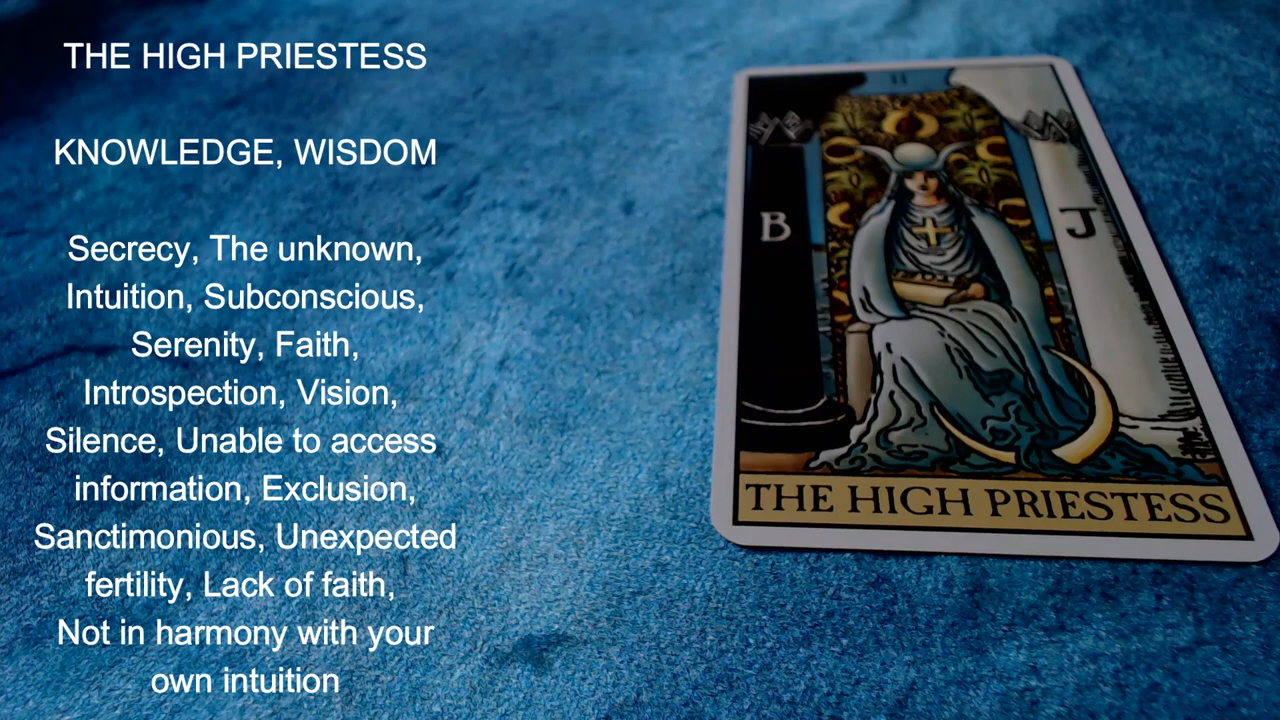 THE HIGH PRIESTESS
KNOWLEDGE, WISDOM
Secrecy, The unknown,
Intuition, Subconscious,
Serenity, Faith,
Introspection, Vision,
Silence, Unable to access
information, Exclusion,
Sanctimonious, Unexpected
fertility, Lack of faith,
Not in harmony with your
own intuition
II
B
J
THE HIGH PRIESTESS